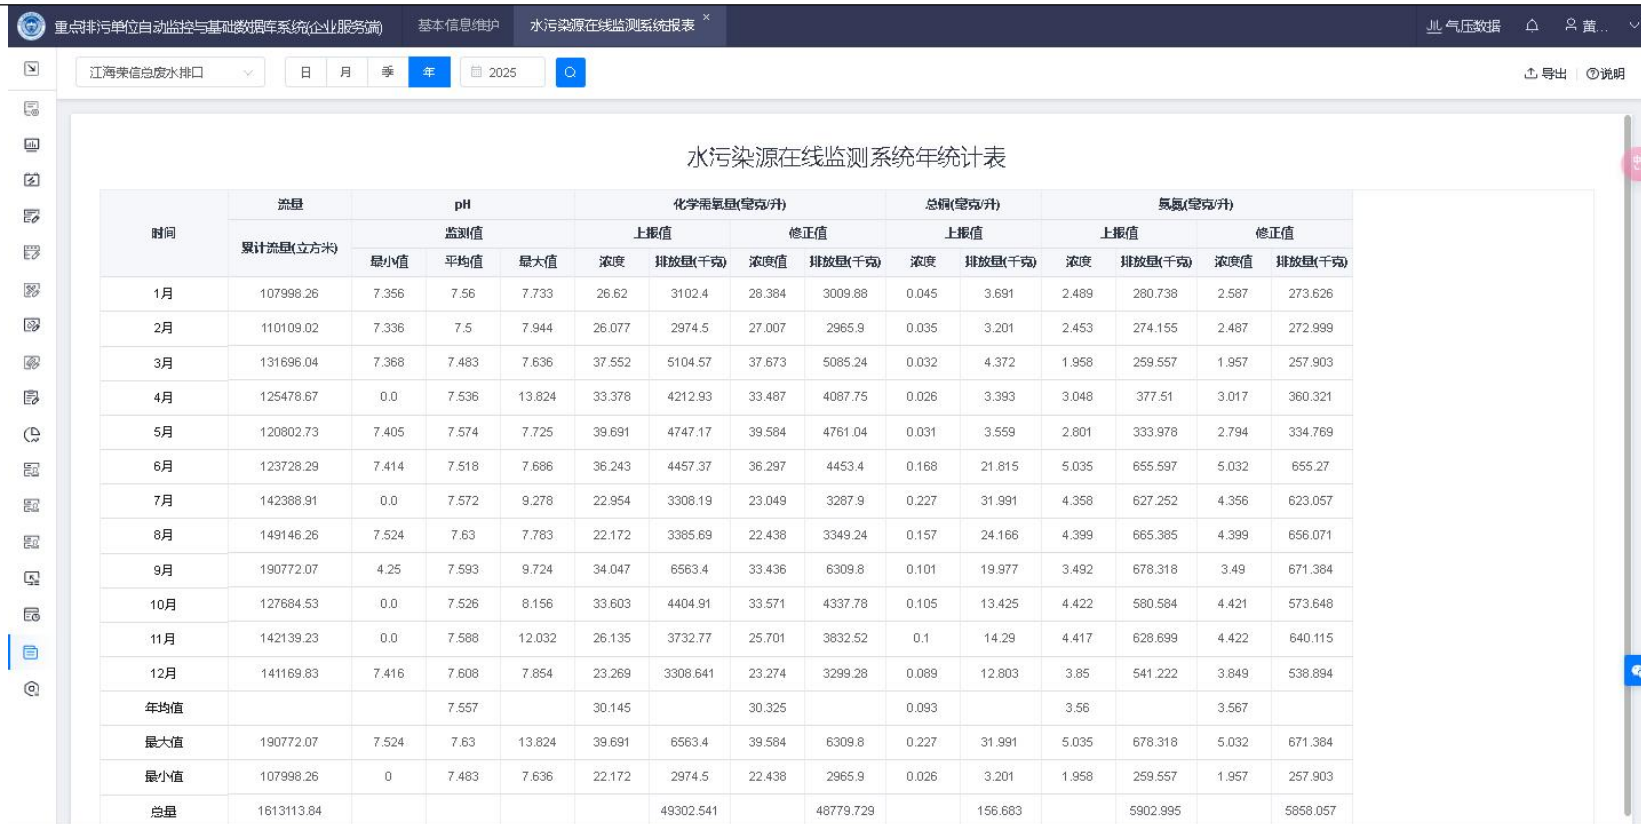 重点排污单位自动监控与基础数据库系统(企业服务端) 基本信息维护 水污染源在线监测系统报表 × 气压数据 黄...
江海荣信总废水排口 日 月 季 年 2025 导出 说明
水污染源在线监测系统年统计表
时间 流量 pH 化学需氧量(毫克/升) 总铜(毫克/升) 氨氮(毫克/升)
累计流量(立方米) 监测值 上报值 修正值 上报值 上报值 修正值
最小值 平均值 最大值 浓度 排放量(千克) 浓度值 排放量(千克) 浓度 排放量(千克) 浓度 排放量(千克) 浓度值 排放量(千克)
1月 107998.26 7.356 7.56 7.733 26.62 3102.4 28.384 3009.88 0.045 3.691 2.489 280.738 2.587 273.626
2月 110109.02 7.336 7.5 7.944 26.077 2974.5 27.007 2965.9 0.035 3.201 2.453 274.155 2.487 272.999
3月 131696.04 7.368 7.483 7.636 37.552 5104.57 37.673 5085.24 0.032 4.372 1.958 259.557 1.957 257.903
4月 125478.67 0.0 7.536 13.824 33.378 4212.93 33.487 4087.75 0.026 3.393 3.048 377.51 3.017 360.321
5月 120802.73 7.405 7.574 7.725 39.691 4747.17 39.584 4761.04 0.031 3.559 2.801 333.978 2.794 334.769
6月 123728.29 7.414 7.518 7.686 36.243 4457.37 36.297 4453.4 0.168 21.815 5.035 655.597 5.032 655.27
7月 142388.91 0.0 7.572 9.278 22.954 3308.19 23.049 3287.9 0.227 31.991 4.358 627.252 4.356 623.057
8月 149146.26 7.524 7.63 7.783 22.172 3385.69 22.438 3349.24 0.157 24.166 4.399 665.385 4.399 656.071
9月 190772.07 4.25 7.593 9.724 34.047 6563.4 33.436 6309.8 0.101 19.977 3.492 678.318 3.49 671.384
10月 127684.53 0.0 7.526 8.156 33.603 4404.91 33.571 4337.78 0.105 13.425 4.422 580.584 4.421 573.648
11月 142139.23 0.0 7.588 12.032 26.135 3732.77 25.701 3832.52 0.1 14.29 4.417 628.699 4.422 640.115
12月 141169.83 7.416 7.608 7.854 23.269 3308.641 23.274 3299.28 0.089 12.803 3.85 541.222 3.849 538.894
年均值 7.557 30.145 30.325 0.093 3.56 3.567
最大值 190772.07 7.524 7.63 13.824 39.691 6563.4 39.584 6309.8 0.227 31.991 5.035 678.318 5.032 671.384
最小值 107998.26 0 7.483 7.636 22.172 2974.5 22.438 2965.9 0.026 3.201 1.958 259.557 1.957 257.903
总量 1613113.84 49302.541 48779.729 156.683 5902.995 5858.057